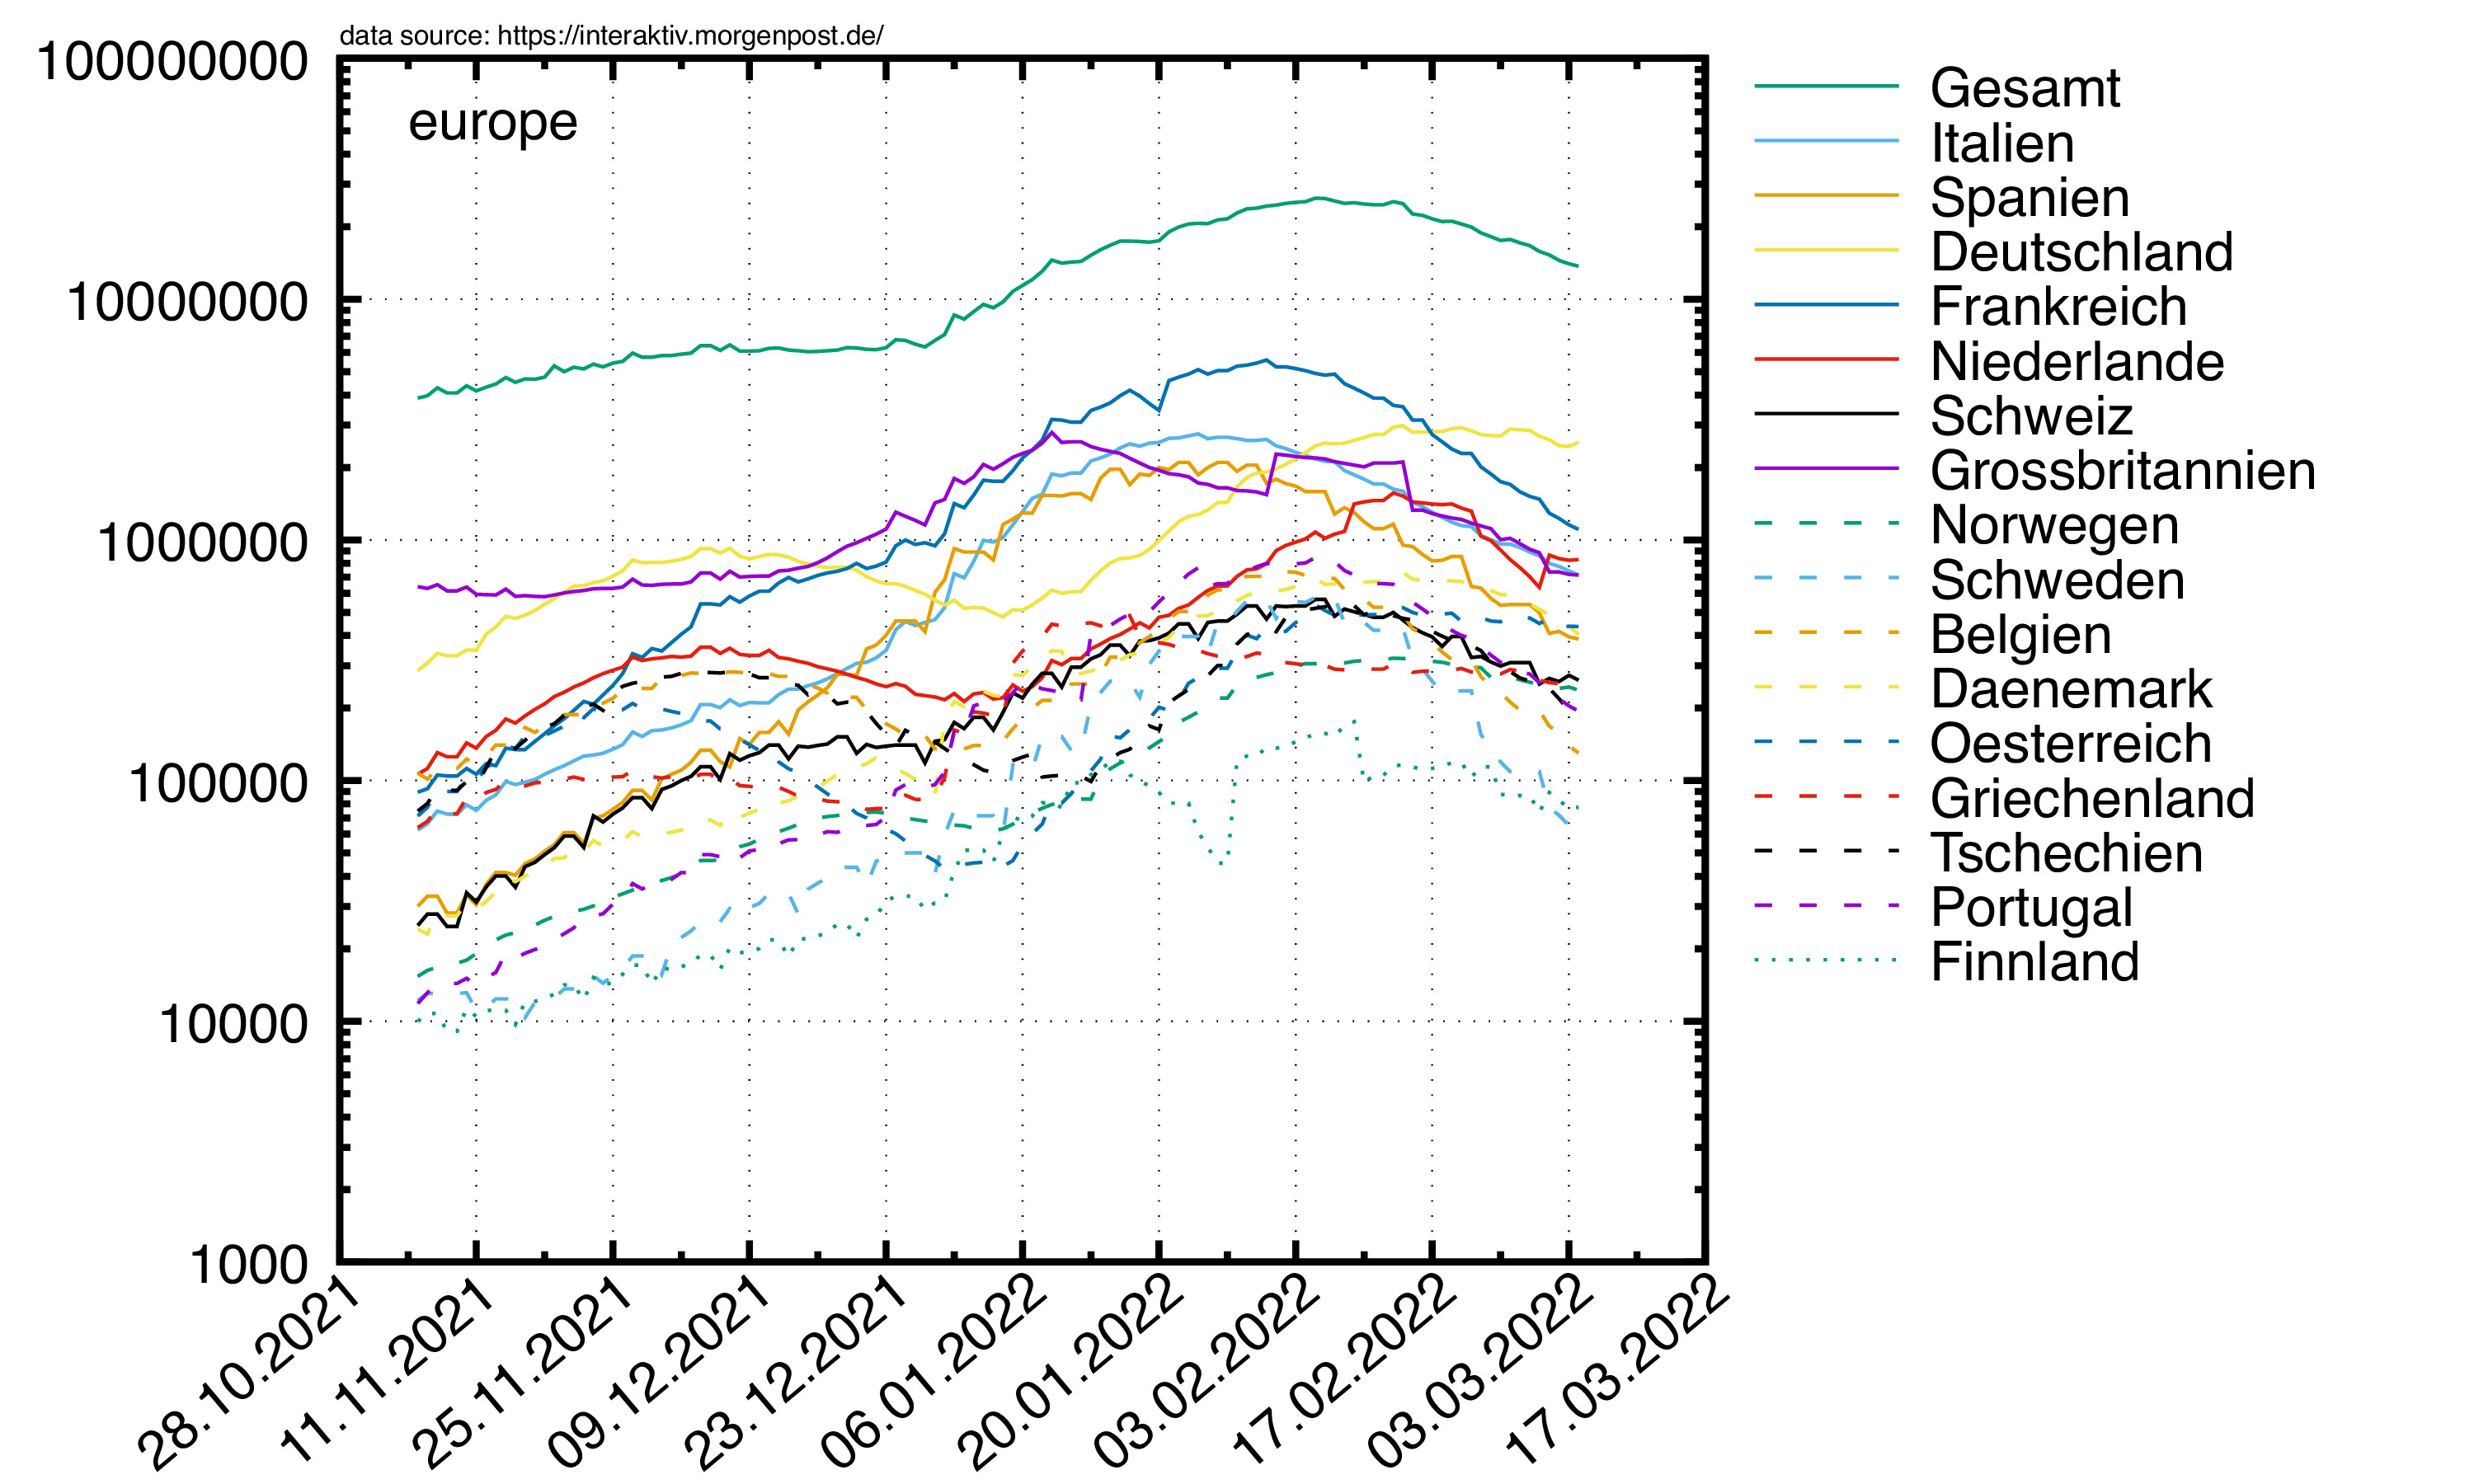 data source: https://interaktiv.morgenpost.de/
europe
100000000
10000000
1000000
100000
10000
1000
28.10.2021
11.11.2021
25.11.2021
09.12.2021
23.12.2021
06.01.2022
20.01.2022
03.02.2022
17.02.2022
03.03.2022
17.03.2022
Gesamt
Italien
Spanien
Deutschland
Frankreich
Niederlande
Schweiz
Grossbritannien
Norwegen
Schweden
Belgien
Daenemark
Oesterreich
Griechenland
Tschechien
Portugal
Finnland